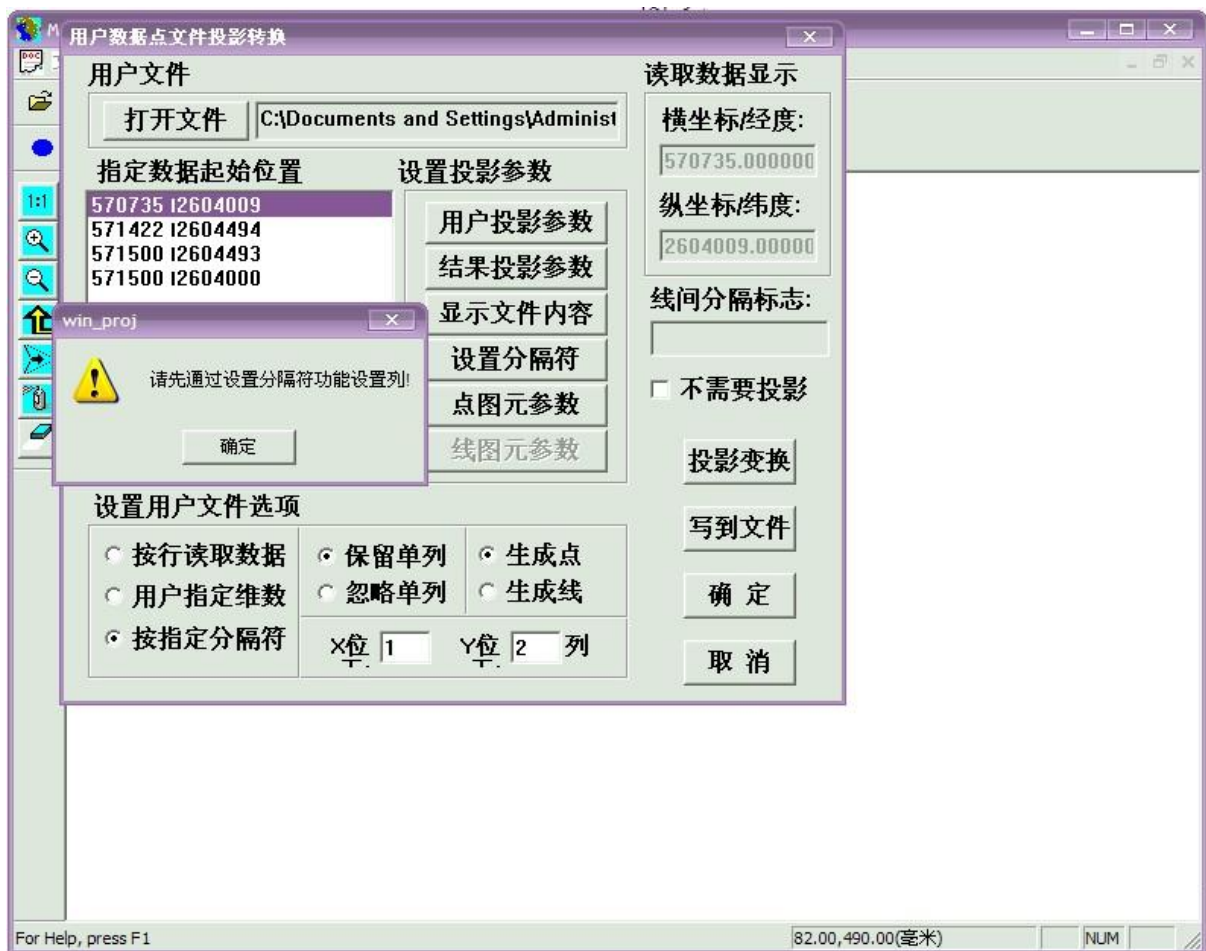 M
用户数据点文件投影转换
用户文件
打开文件
C:\Documents and Settings\Administ
指定数据起始位置
570735 I2604009
571422 I2604494
571500 I2604493
571500 I2604000
设置投影参数
用户投影参数
结果投影参数
显示文件内容
设置分隔符
点图元参数
线图元参数
读取数据显示
横坐标/经度:
570735.000000
纵坐标/纬度:
2604009.00000
线间分隔标志:
不需要投影
投影变换
写到文件
确 定
取 消
1:1
win_proj
请先通过设置分隔符功能设置列!
确定
设置用户文件选项
按行读取数据
用户指定维数
按指定分隔符
保留单列
忽略单列
生成点
生成线
X位 1
Y位 2 列
For Help, press F1
82.00,490.00(毫米)
NUM